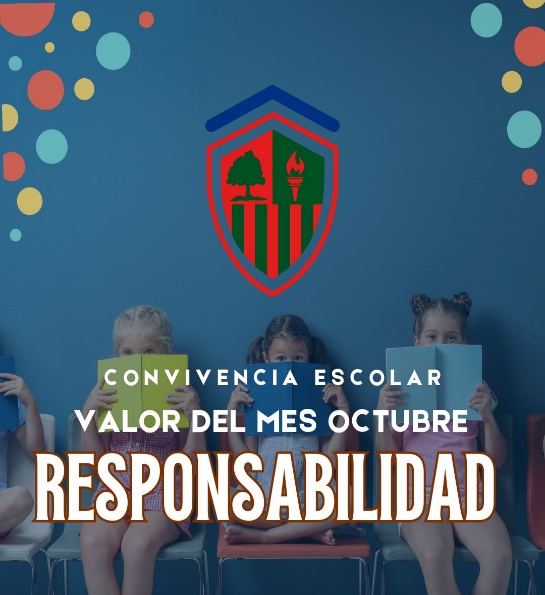 CONVIVENCIA ESCOLAR
VALOR DEL MES OCTUBRE
RESPONSABILIDAD